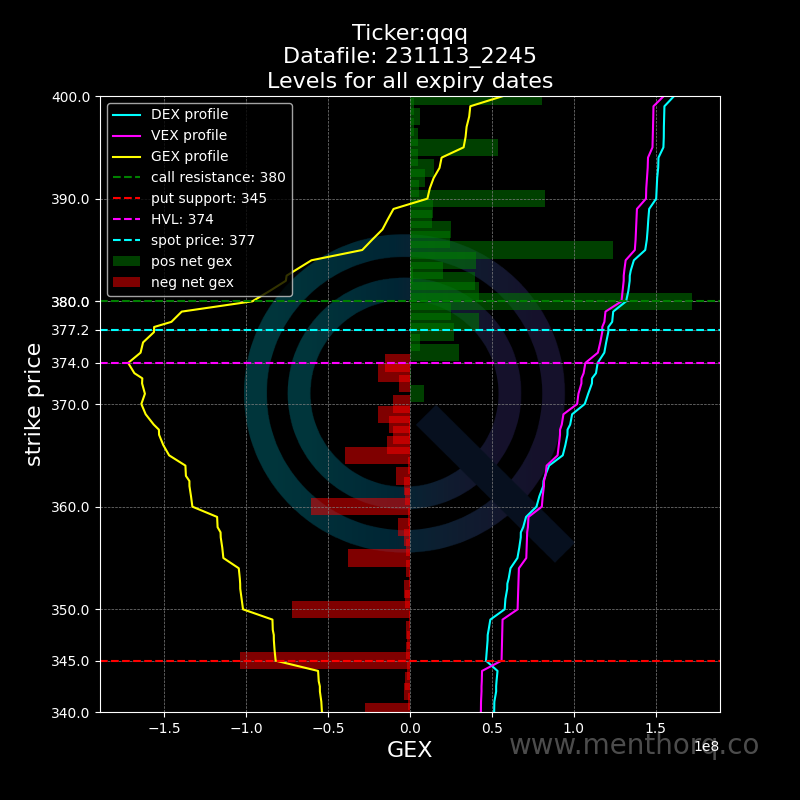 Ticker:qqq
Datafile: 231113_2245
Levels for all expiry dates
DEX profile
VEX profile
GEX profile
call resistance: 380
put support: 345
HVL: 374
spot price: 377
pos net gex
neg net gex
strike price
400.0
390.0
380.0
377.2
374.0
370.0
360.0
350.0
345.0
340.0
−1.5
−1.0
−0.5
0.0
0.5
1.0
1.5
1e8
GEX
www.menthorq.co